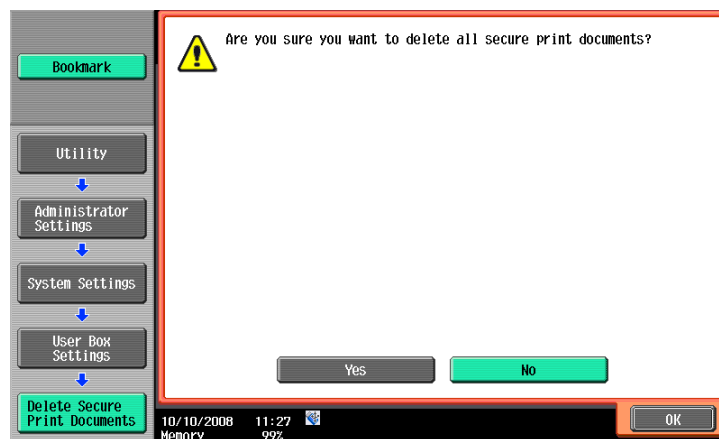 Bookmark
Utility
Administrator
Settings
System Settings
User Box
Settings
Delete Secure
Print Documents
Are you sure you want to delete all secure print documents?
Yes
No
10/10/2008 11:27
Memory 99%
OK